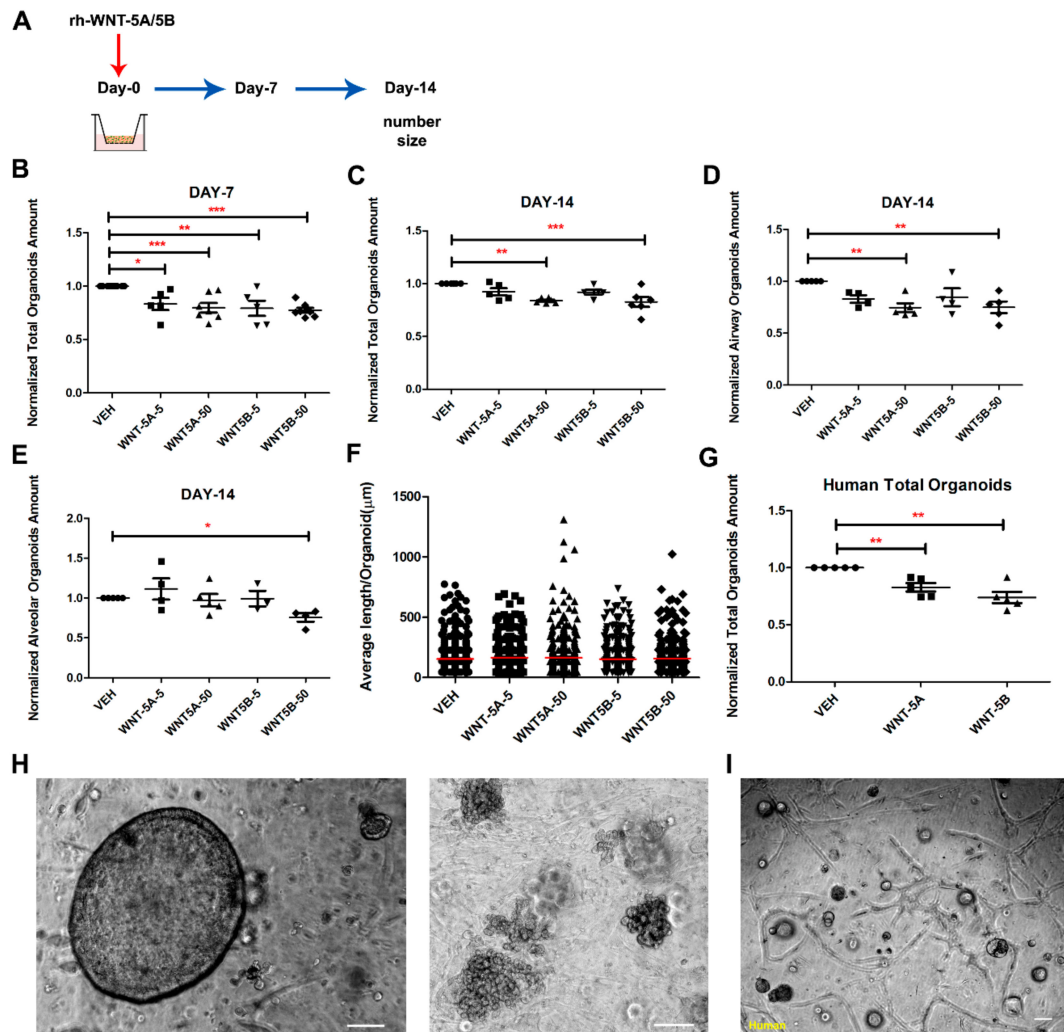 A
rh-WNT-5A/5B
Day-0
Day-7
Day-14
number
size
B
DAY-7
***
**
***
*
Normalized Total Organoids Amount
1.5
1.0
0.5
0.0
VEH
WNT-5A-5
WNT5A-50
WNT5B-5
WNT5B-50
C
DAY-14
***
**
Normalized Total Organoids Amount
1.5
1.0
0.5
0.0
VEH
WNT-5A-5
WNT5A-50
WNT5B-5
WNT5B-50
D
DAY-14
**
**
Normalized Airway Organoids Amount
1.5
1.0
0.5
0.0
VEH
WNT-5A-5
WNT5A-50
WNT5B-5
WNT5B-50
E
DAY-14
*
Normalized Alveolar Organoids Amount
2.0
1.5
1.0
0.5
0.0
VEH
WNT-5A-5
WNT5A-50
WNT5B-5
WNT5B-50
F
Average length/Organoid(μm)
1500
1000
500
0
VEH
WNT-5A-5
WNT5A-50
WNT5B-5
WNT5B-50
G
Human Total Organoids
**
**
Normalized Total Organoids Amount
1.5
1.0
0.5
0.0
VEH
WNT-5A
WNT-5B
H
I
Human